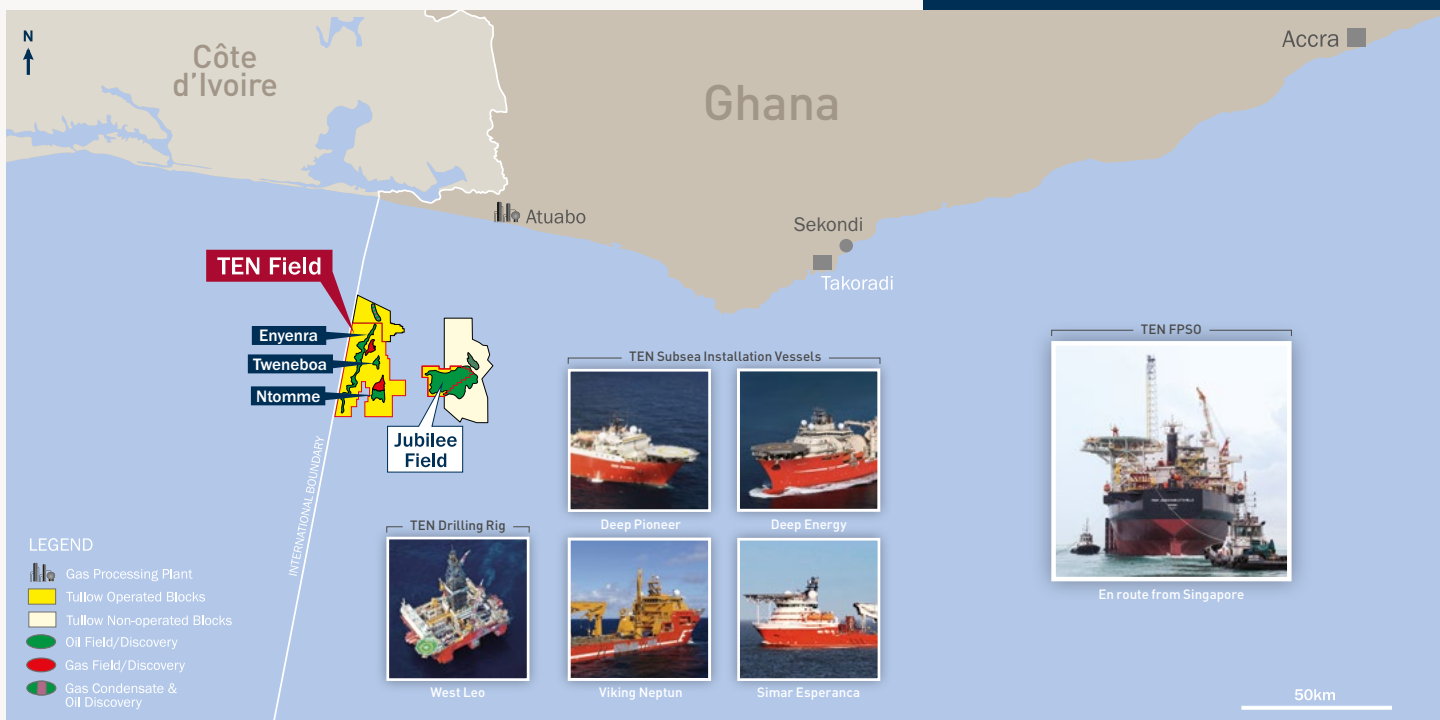 N
Côte
d'Ivoire
Ghana
Accra
Atuabo
Sekondi
Takoradi
TEN Field
Enyenra
Tweneboa
Ntomme
Jubilee
Field
INTERNATIONAL BOUNDARY
TEN FPSO
En route from Singapore
TEN Subsea Installation Vessels
Deep Pioneer
Deep Energy
TEN Drilling Rig
West Leo
Viking Neptun
Simar Esperanca
LEGEND
Gas Processing Plant
Tullow Operated Blocks
Tullow Non-operated Blocks
Oil Field/Discovery
Gas Field/Discovery
Gas Condensate &
Oil Discovery
50km